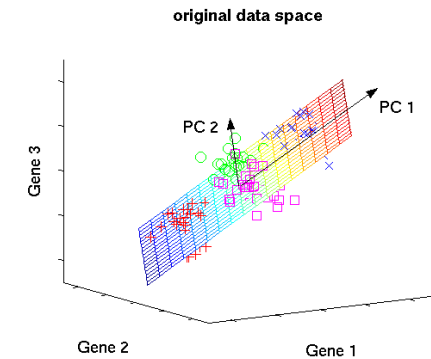 original data space
PC 1
PC 2
Gene 3
Gene 2
Gene 1